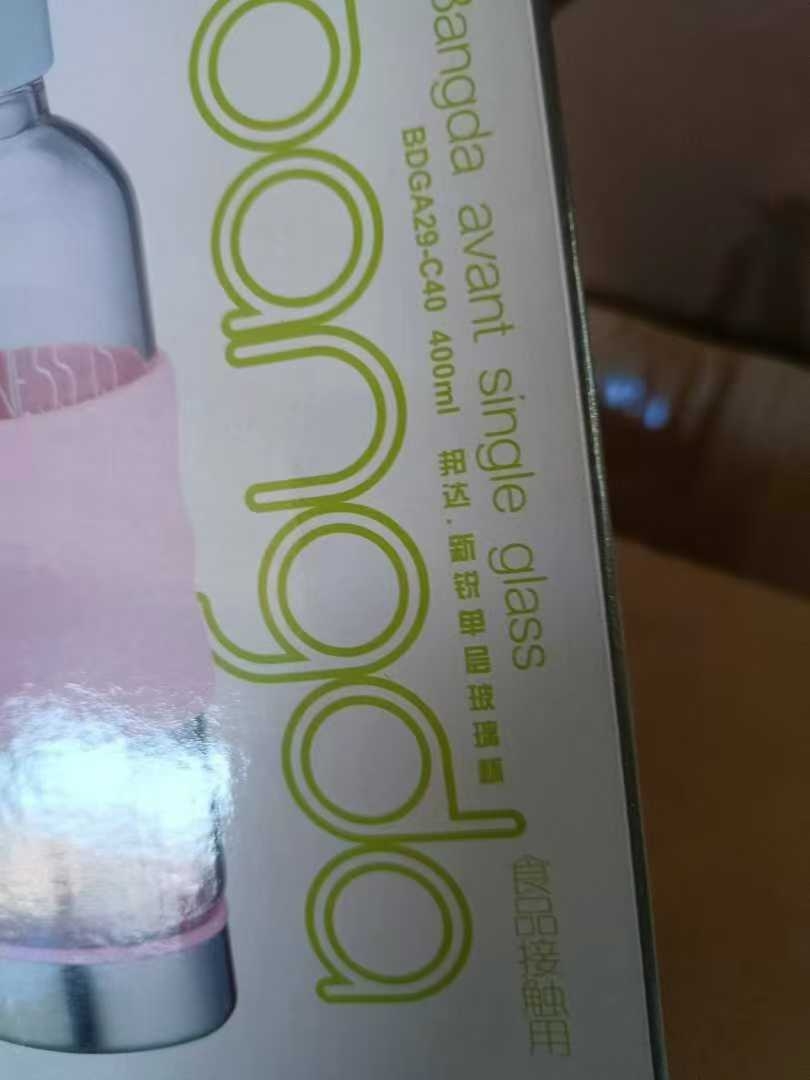 Bangda avant single glass
BDGA29-C40 400ml 邦达.新锐单层玻璃瓶
bangda
食品接触用